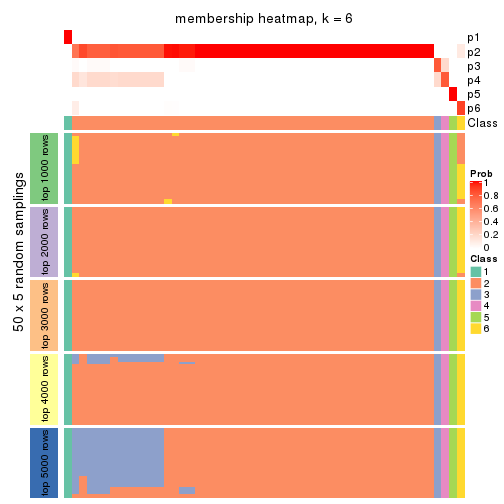 membership heatmap, k = 6
p1
p2
p3
p4
p5
p6
Class
50 x 5 random samplings
top 1000 rows
top 2000 rows
top 3000 rows
top 4000 rows
top 5000 rows
Prob
1
0.8
0.6
0.4
0.2
0
Class
1
2
3
4
5
6